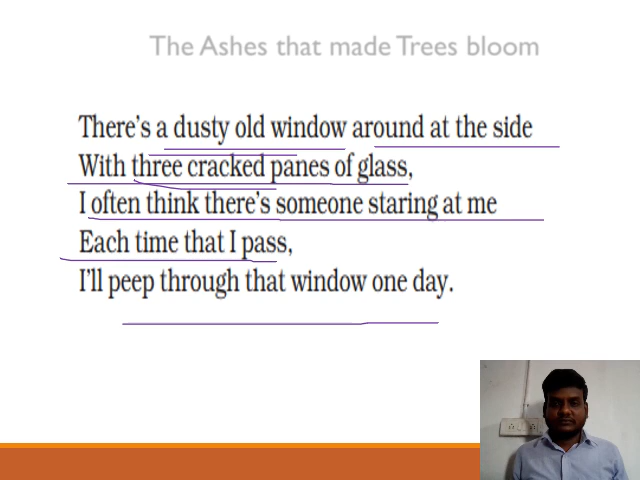 The Ashes that made Trees bloom
There's a dusty old window around at the side
With three cracked panes of glass,
I often think there's someone staring at me
Each time that I pass,
I'll peep through that window one day.